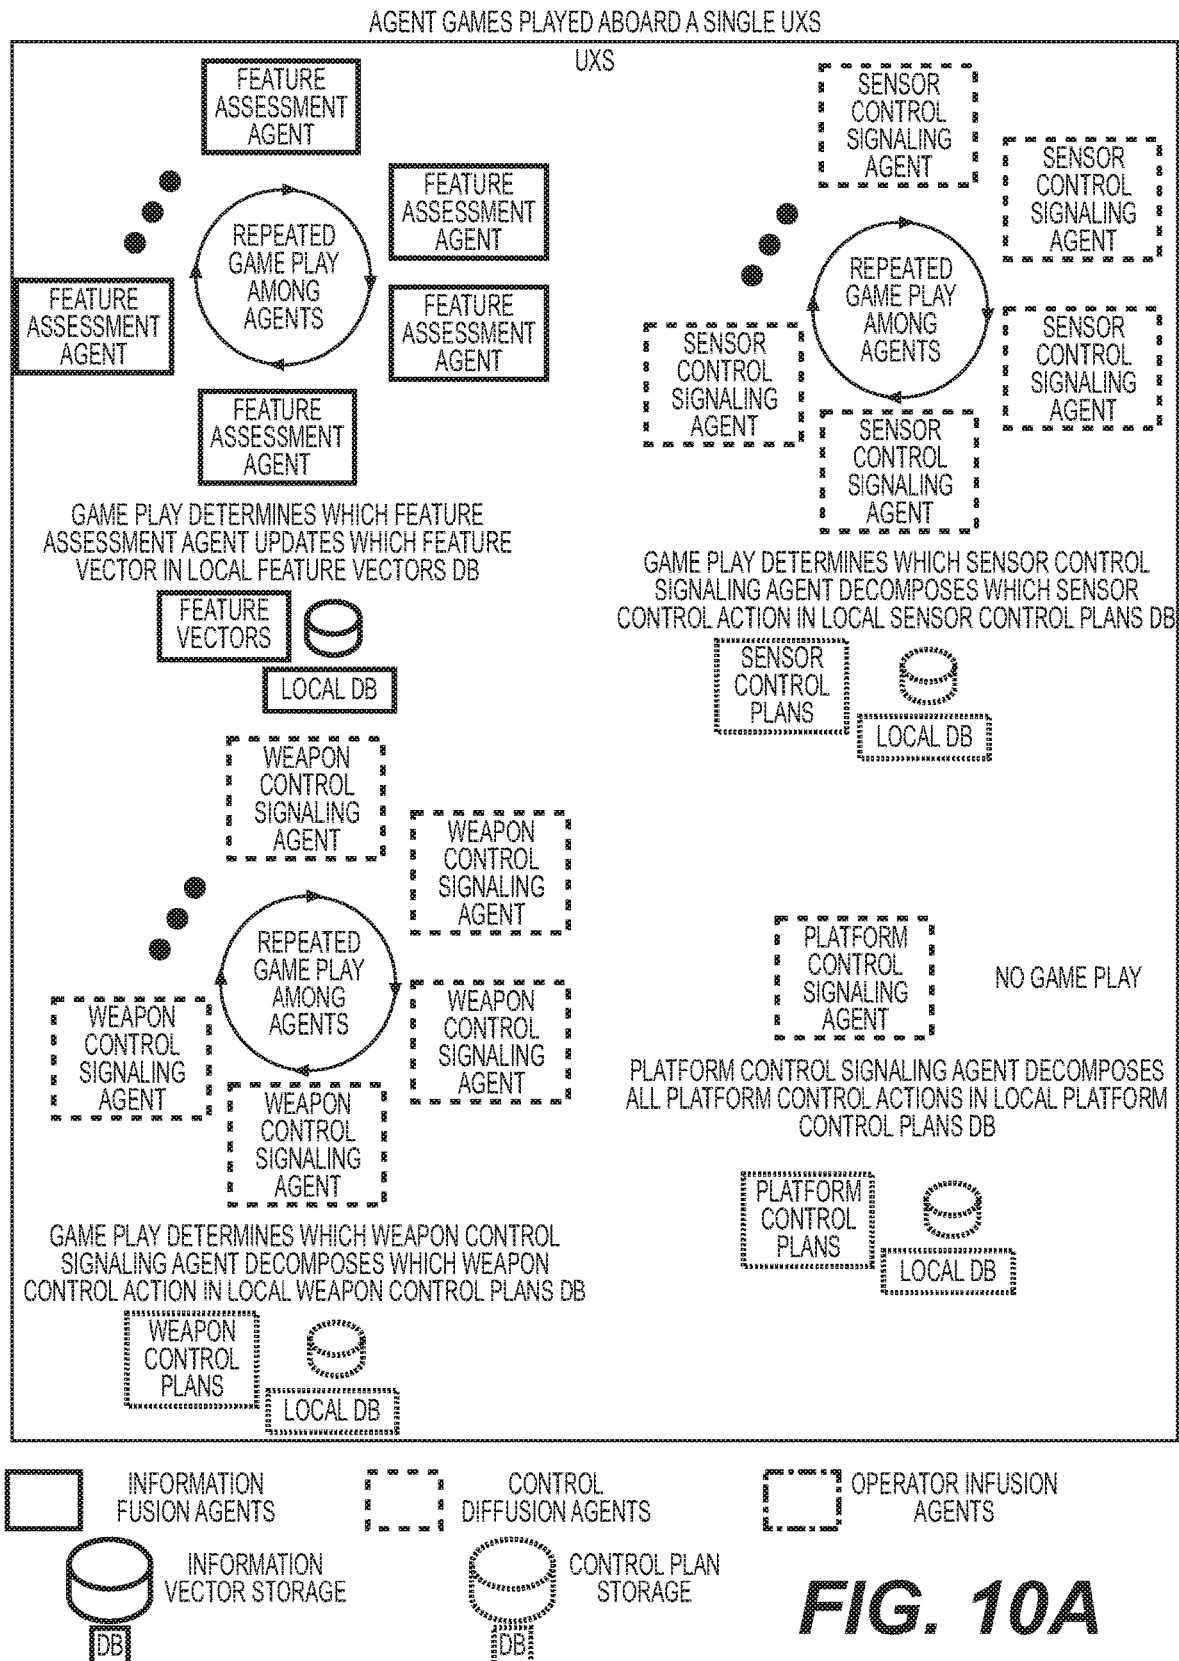 AGENT GAMES PLAYED ABOARD A SINGLE UXS
UXS
FEATURE
ASSESSMENT
AGENT
FEATURE
ASSESSMENT
AGENT
REPEATED
GAME PLAY
AMONG
AGENTS
FEATURE
ASSESSMENT
AGENT
FEATURE
ASSESSMENT
AGENT
FEATURE
ASSESSMENT
AGENT
GAME PLAY DETERMINES WHICH FEATURE
ASSESSMENT AGENT UPDATES WHICH FEATURE
VECTOR IN LOCAL FEATURE VECTORS DB
FEATURE
VECTORS
LOCAL DB
SENSOR
CONTROL
SIGNALING
AGENT
SENSOR
CONTROL
SIGNALING
AGENT
REPEATED
GAME PLAY
AMONG
AGENTS
SENSOR
CONTROL
SIGNALING
AGENT
SENSOR
CONTROL
SIGNALING
AGENT
SENSOR
CONTROL
SIGNALING
AGENT
GAME PLAY DETERMINES WHICH SENSOR CONTROL
SIGNALING AGENT DECOMPOSES WHICH SENSOR
CONTROL ACTION IN LOCAL SENSOR CONTROL PLANS DB
SENSOR
CONTROL
PLANS
LOCAL DB
WEAPON
CONTROL
SIGNALING
AGENT
WEAPON
CONTROL
SIGNALING
AGENT
REPEATED
GAME PLAY
AMONG
AGENTS
WEAPON
CONTROL
SIGNALING
AGENT
WEAPON
CONTROL
SIGNALING
AGENT
WEAPON
CONTROL
SIGNALING
AGENT
GAME PLAY DETERMINES WHICH WEAPON CONTROL
SIGNALING AGENT DECOMPOSES WHICH WEAPON
CONTROL ACTION IN LOCAL WEAPON CONTROL PLANS DB
WEAPON
CONTROL
PLANS
LOCAL DB
PLATFORM
CONTROL
SIGNALING
AGENT
NO GAME PLAY
PLATFORM CONTROL SIGNALING AGENT DECOMPOSES
ALL PLATFORM CONTROL ACTIONS IN LOCAL PLATFORM
CONTROL PLANS DB
PLATFORM
CONTROL
PLANS
LOCAL DB
INFORMATION
FUSION AGENTS
CONTROL
DIFFUSION AGENTS
OPERATOR INFUSION
AGENTS
INFORMATION
VECTOR STORAGE
DB
CONTROL PLAN
STORAGE
DB
FIG. 10A